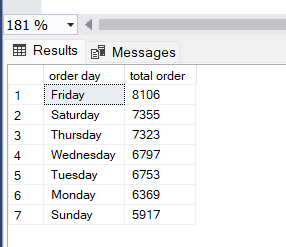 181 %
Results Messages
order day total order
1 Friday 8106
2 Saturday 7355
3 Thursday 7323
4 Wednesday 6797
5 Tuesday 6753
6 Monday 6369
7 Sunday 5917